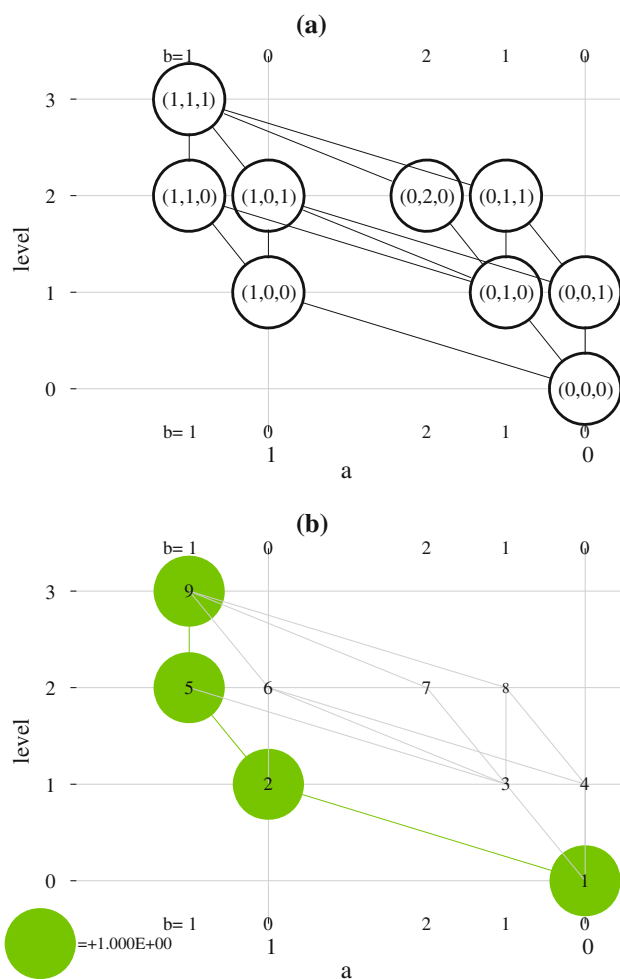 (a)
b=1 0 2 1 0
3 (1,1,1)
2 (1,1,0) (1,0,1) (0,2,0) (0,1,1)
level
1 (1,0,0) (0,1,0) (0,0,1)
0 (0,0,0)
b= 1 0 2 1 0
1 0
a
(b)
b= 1 0 2 1 0
3 9
2 5 6 7 8
level
1 2 3 4
0 1
b= 1 0 2 1 0
=+1.000E+00 1 0
a